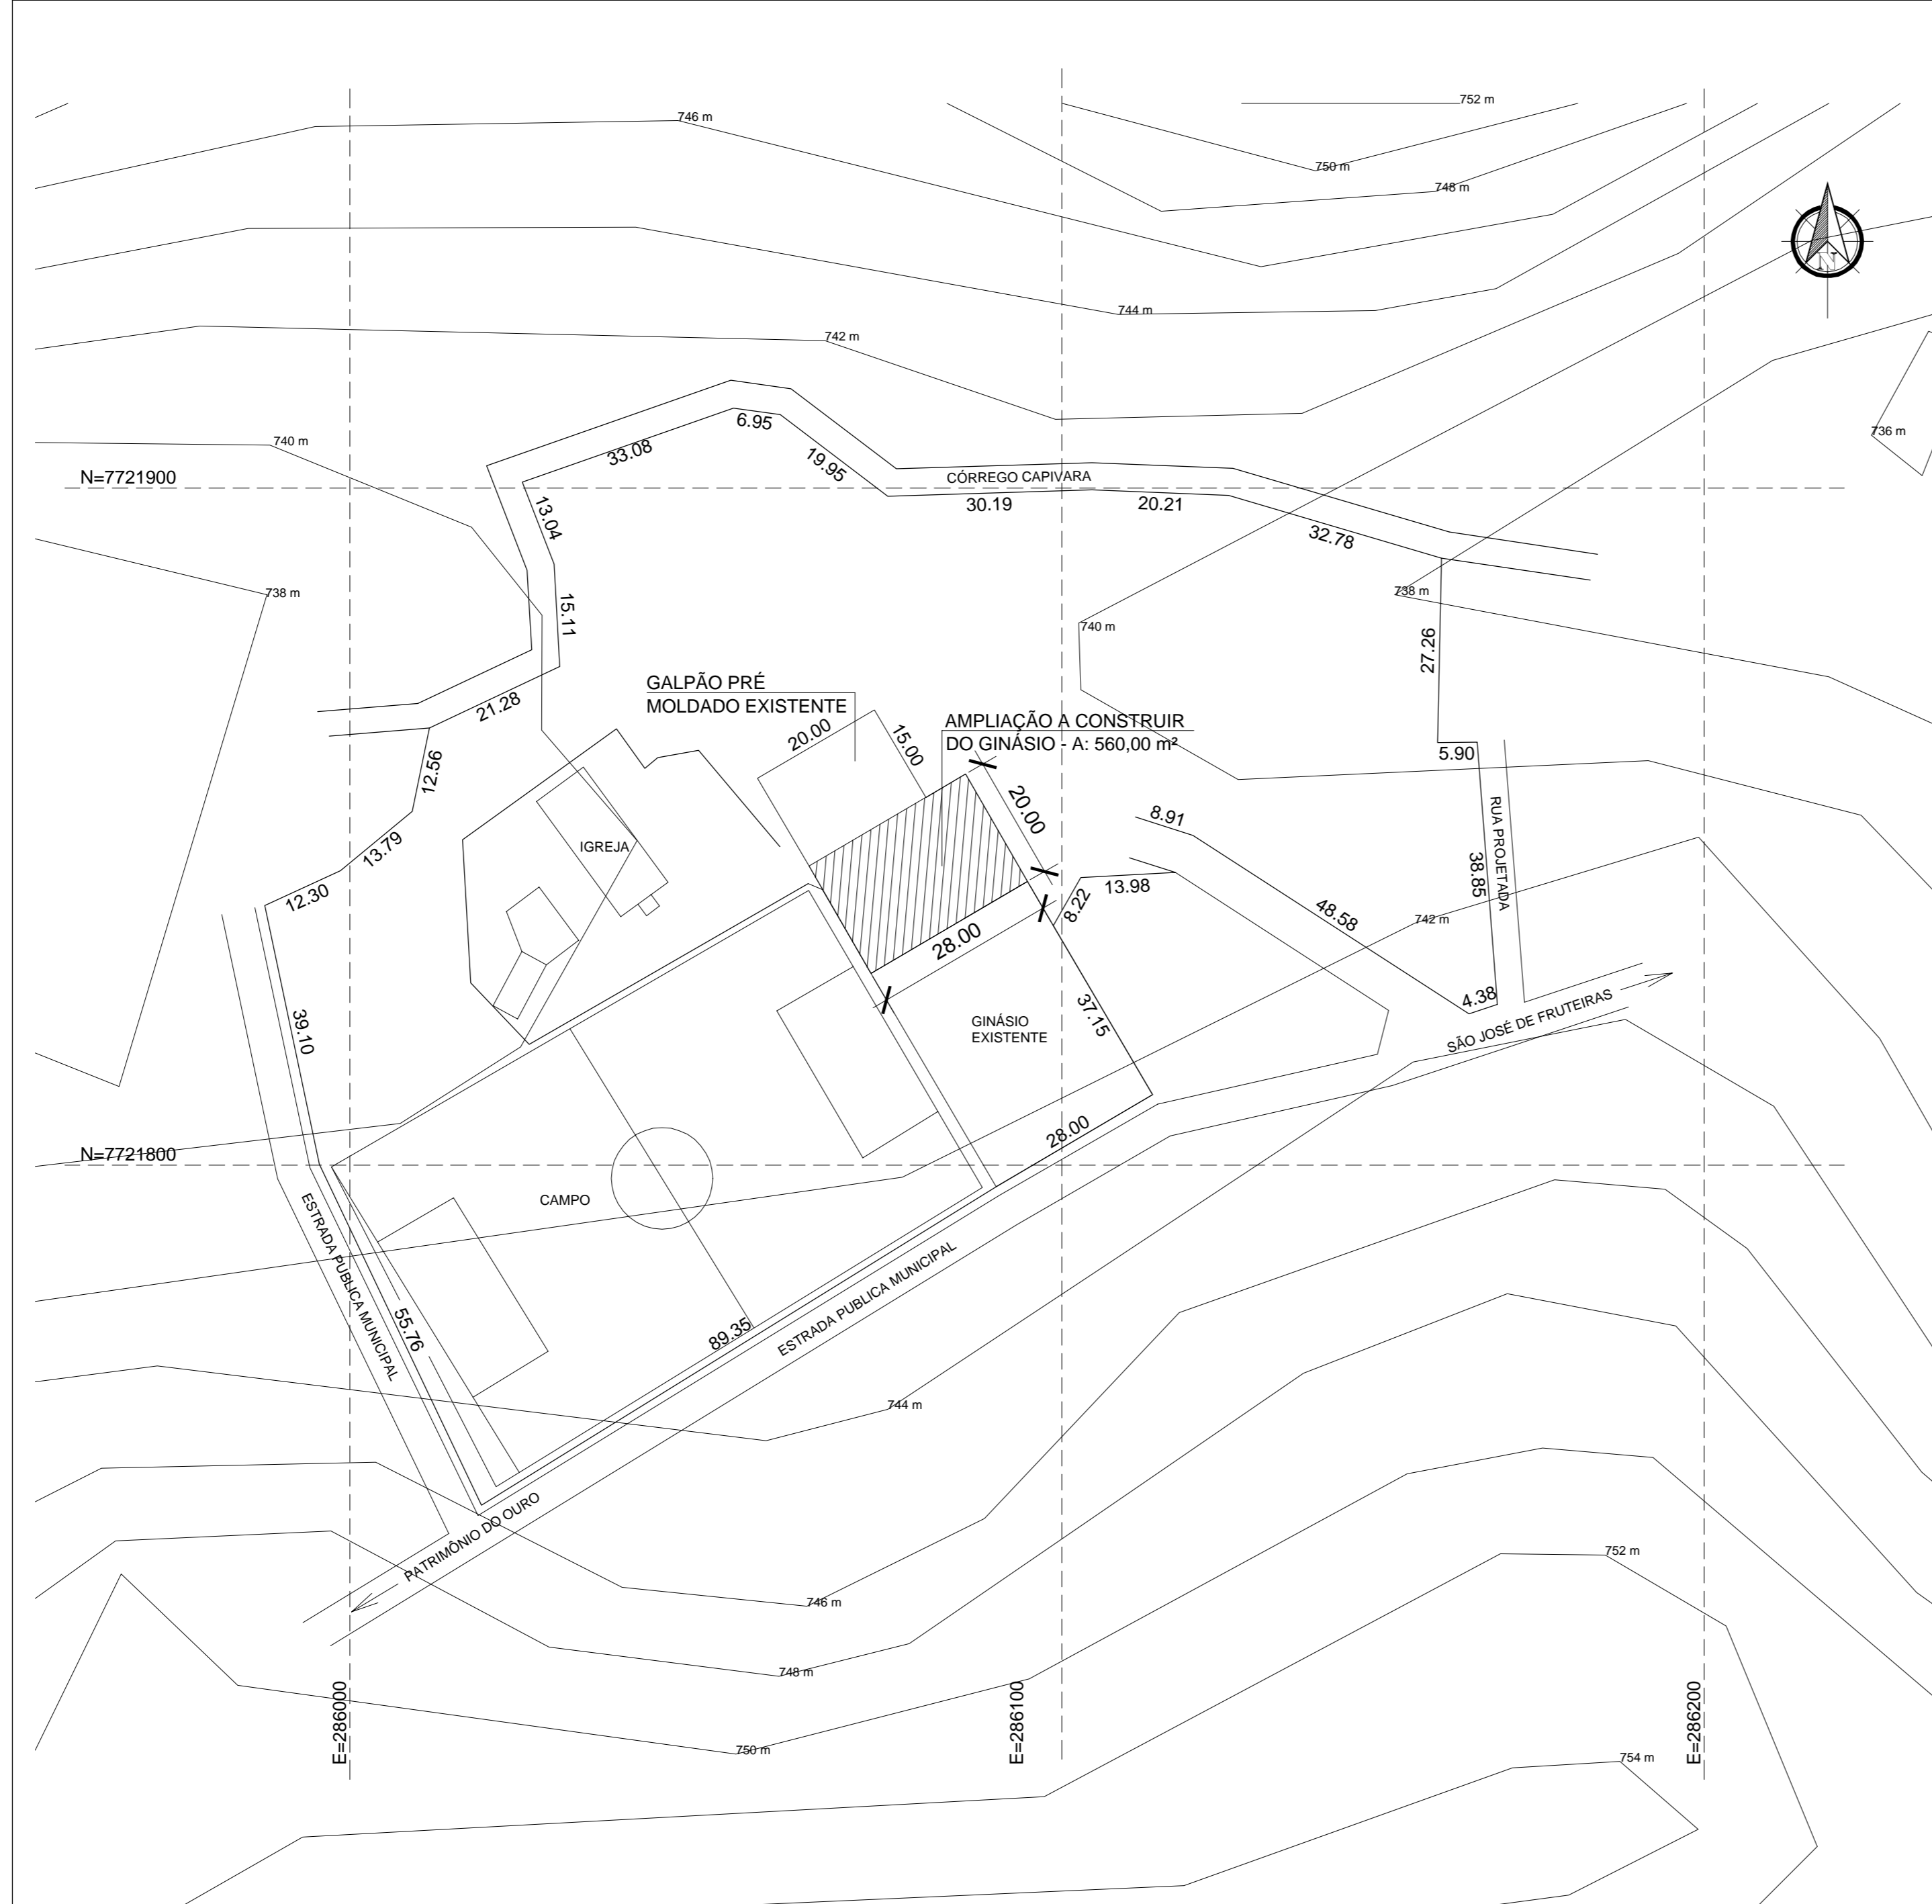 752 m
746 m
750 m
748 m
N
744 m
742 m
6.95
736 m
740 m
33.08
19.95
N=7721900
CÓRREGO CAPIVARA
13.04
30.19
20.21
32.78
738 m
738 m
15.11
740 m
27.26
GALPÃO PRÉ
MOLDADO EXISTENTE
21.28
20.00
15.00
AMPLIAÇÃO A CONSTRUIR
DO GINÁSIO - A: 560,00 m²
5.90
12.56
20.00
8.91
RUA PROJETADA
13.79
IGREJA
38.85
12.30
13.98
8.22
48.58
742 m
28.00
4.38
SÃO JOSÉ DE FRUTEIRAS
39.10
37.15
GINÁSIO
EXISTENTE
28.00
N=7721800
CAMPO
ESTRADA PUBLICA MUNICIPAL
55.76
89.35
ESTRADA PUBLICA MUNICIPAL
744 m
PATRIMÔNIO DO OURO
752 m
746 m
748 m
E=286000
E=286100
E=286200
750 m
754 m